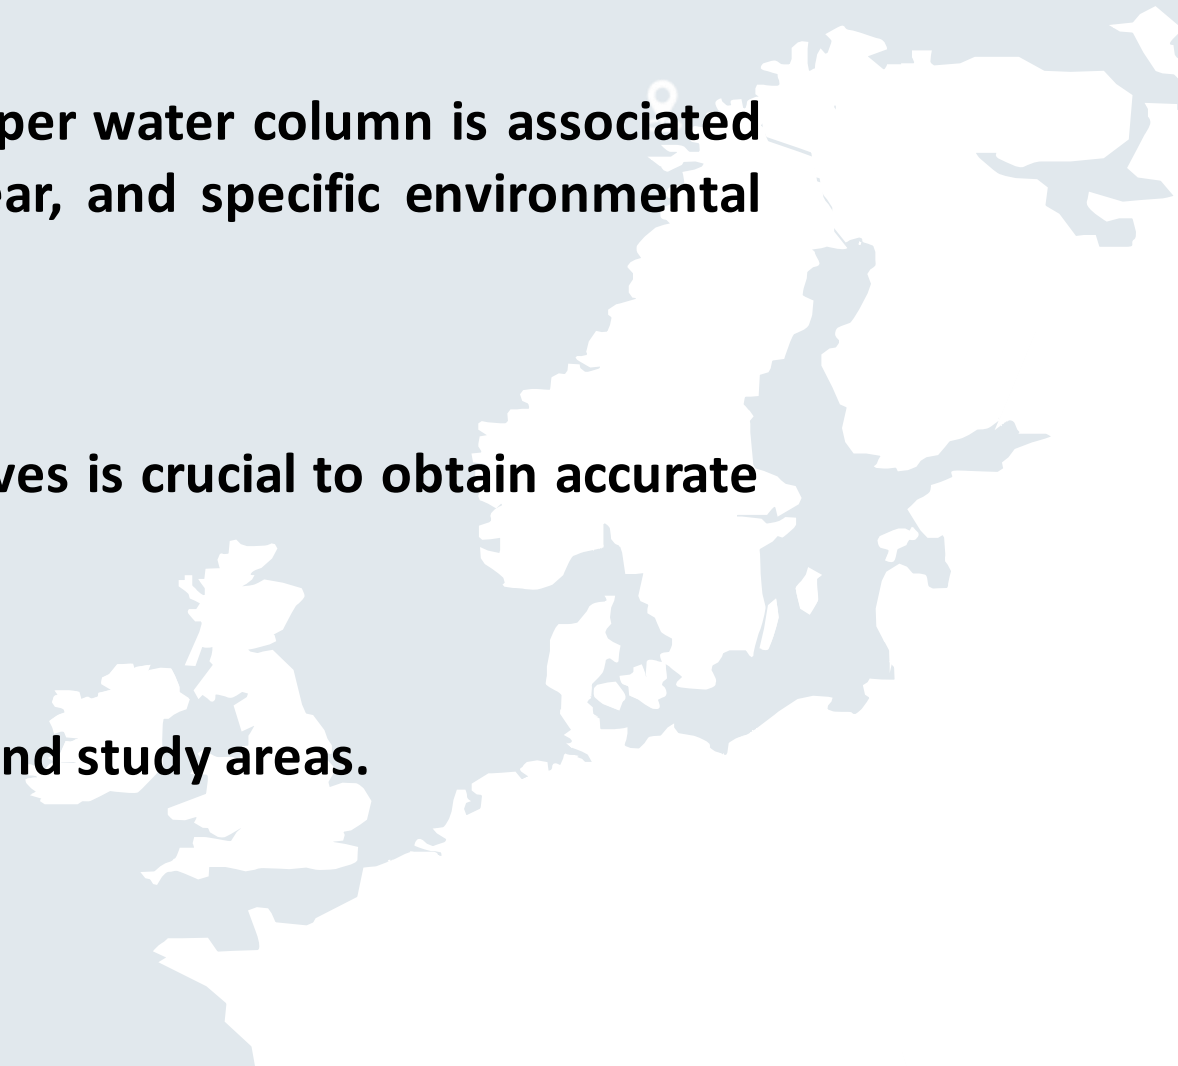 per water column is associated
ar, and specific environmental
ves is crucial to obtain accurate
nd study areas.